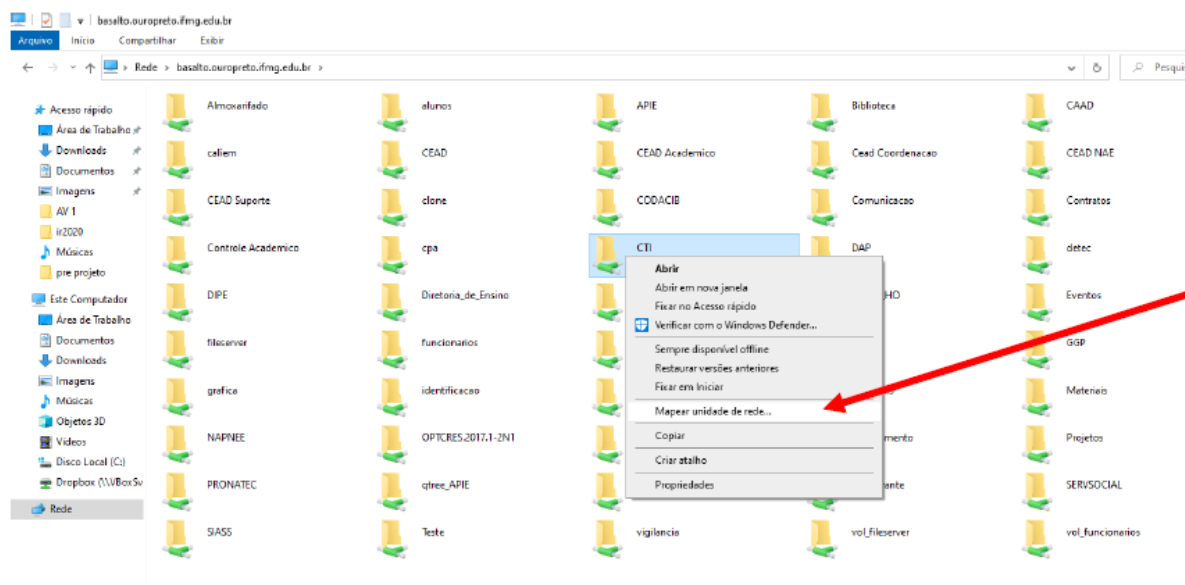 basalto.ouropreto.ifmg.edu.br
Arquivo Início Compartilhar Exibir
Rede > basalto.ouropreto.ifmg.edu.br >
Pesqui
Acesso rápido
Área de Trabalho
Downloads
Documentos
Imagens
AV 1
ir2020
Músicas
pre projeto
Este Computador
Área de Trabalho
Documentos
Downloads
Imagens
Músicas
Objetos 3D
Vídeos
Disco Local (C:)
Dropbox (\\VBoxSv
Rede
Almoxarifado alunos APIE Biblioteca CAAD
caliem CEAD CEAD Academico Cead Coordenacao CEAD NAE
CEAD Suporte clone CODACIB Comunicacao Contratos
Controle Academico cpa CTI DAP detec
DIPE Diretoria_de_Ensino JHO Eventos
fileserver funcionarios GGP
grafica identificacao Materiais
NAPNEE OPTCRES.2017.1-2N1 mento Projetos
PRONATEC qtree_APIE ante SERVSOCIAL
SIASS Teste vigilancia vol_fileserver vol_funcionarios
Abrir
Abrir em nova janela
Fixar no Acesso rápido
Verificar com o Windows Defender...
Sempre disponível offline
Restaurar versões anteriores
Fixar em Iniciar
Mapear unidade de rede...
Copiar
Criar atalho
Propriedades